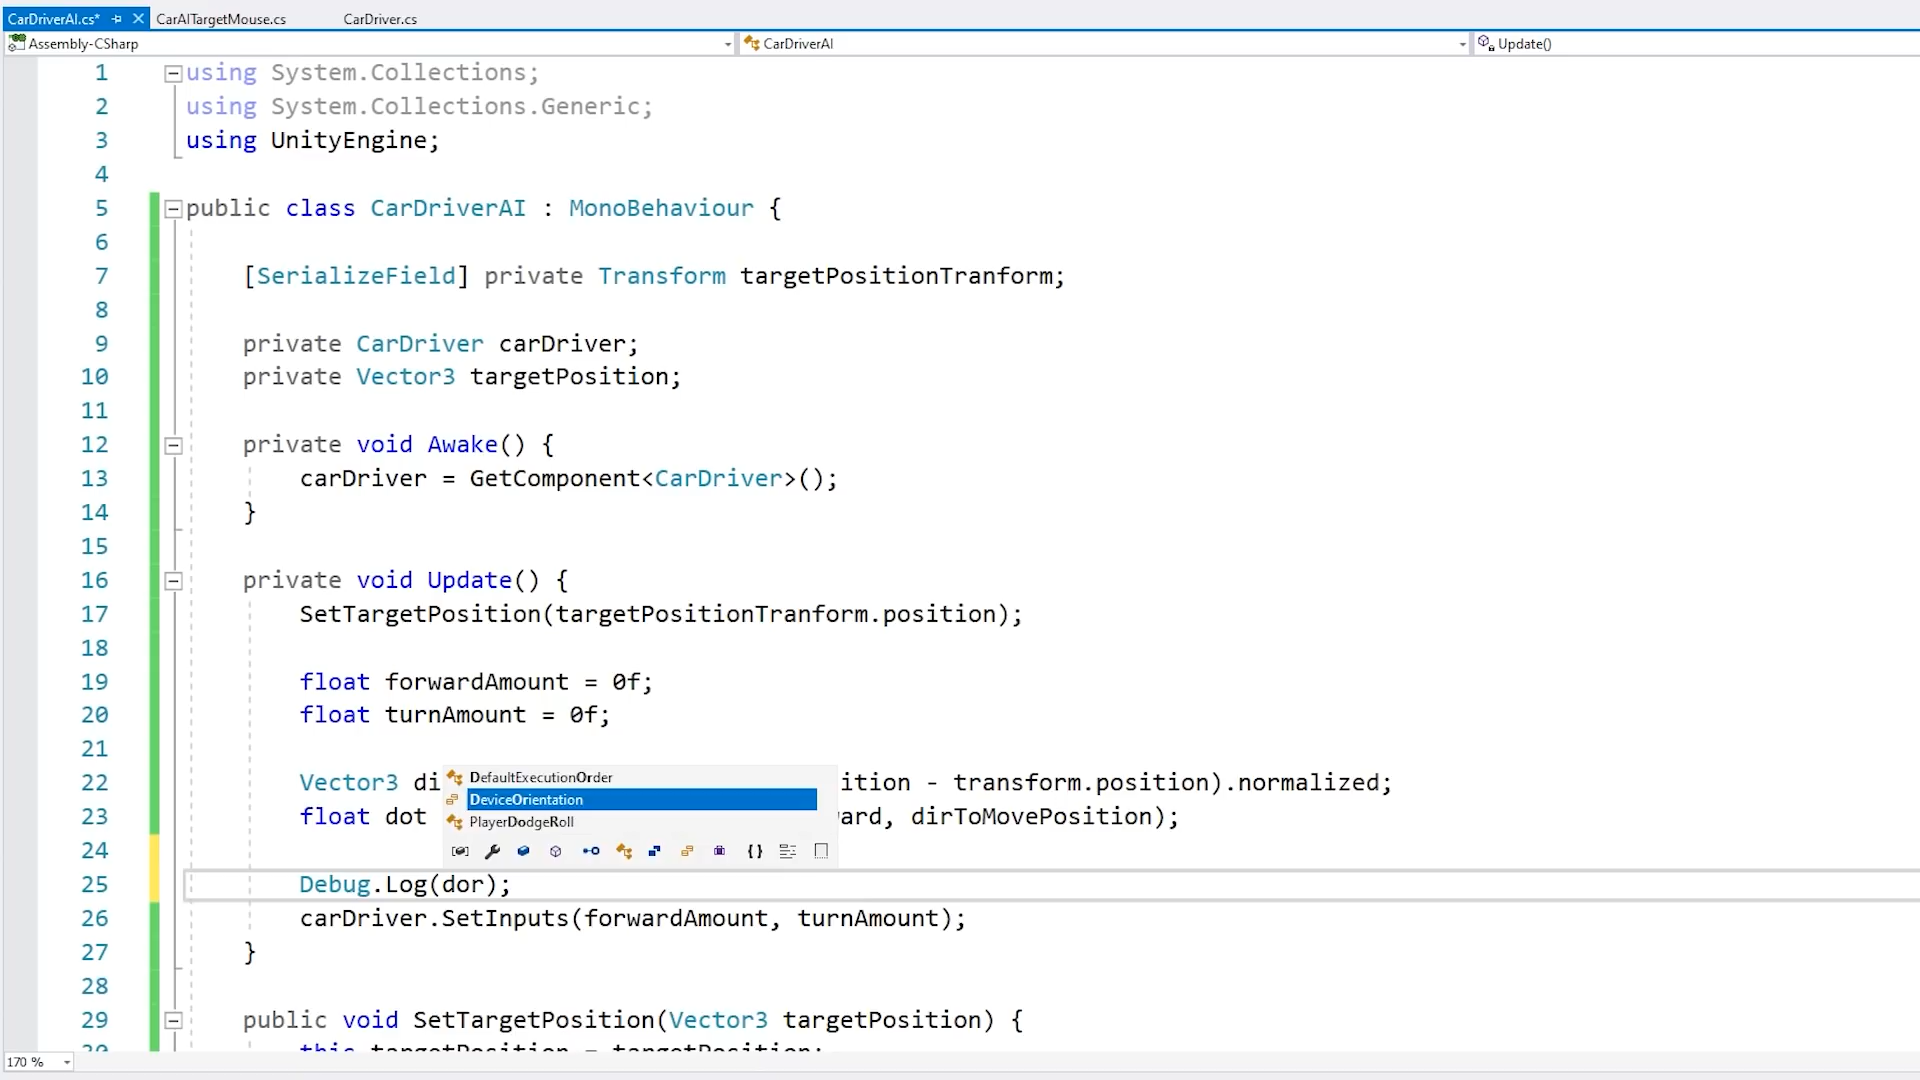 CarDriverAI.cs* CarAITargetMouse.cs CarDriver.cs
Assembly-CSharp CarDriverAI Update()
1 using System.Collections;
2 using System.Collections.Generic;
3 using UnityEngine;
4
5 public class CarDriverAI : MonoBehaviour {
6
7 [SerializeField] private Transform targetPositionTranform;
8
9 private CarDriver carDriver;
10 private Vector3 targetPosition;
11
12 private void Awake() {
13 carDriver = GetComponent<CarDriver>();
14 }
15
16 private void Update() {
17 SetTargetPosition(targetPositionTranform.position);
18
19 float forwardAmount = 0f;
20 float turnAmount = 0f;
21
DefaultExecutionOrder
22 Vector3 di ition - transform.position).normalized;
DeviceOrientation
23 float dot ard, dirToMovePosition);
PlayerDodgeRoll
24 {}
25 Debug.Log(dor);
26 carDriver.SetInputs(forwardAmount, turnAmount);
27 }
28
29 public void SetTargetPosition(Vector3 targetPosition) {
30 this.targetPosition = targetPosition;
170 %